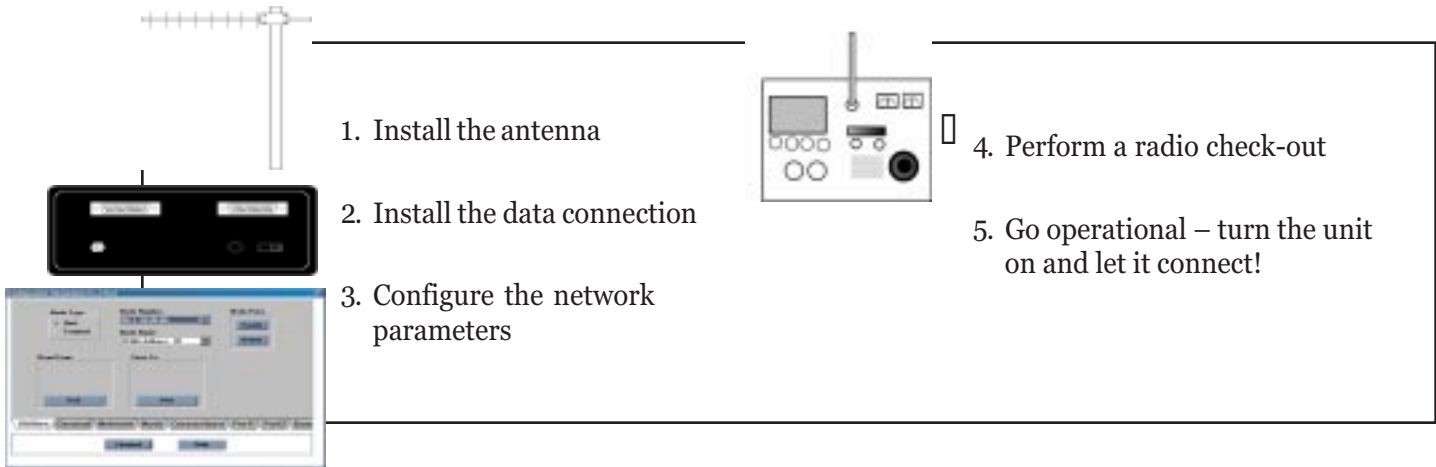 1. Install the antenna
2. Install the data connection
3. Configure the network
parameters
4. Perform a radio check-out
5. Go operational – turn the unit
on and let it connect!